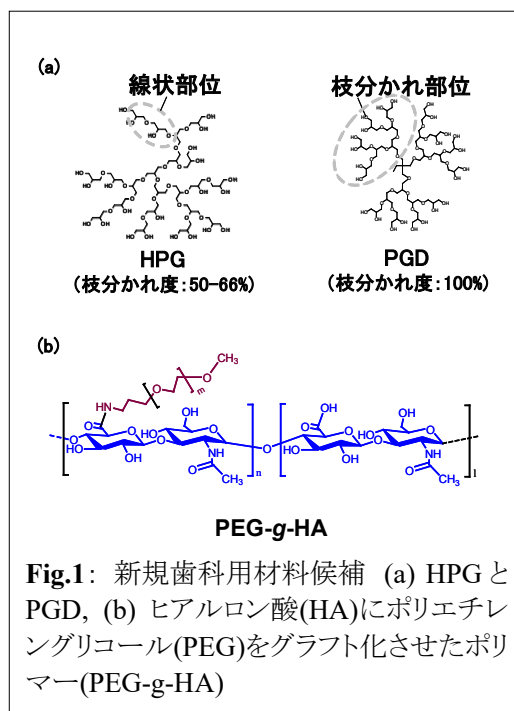 (a)
線状部位
枝分かれ部位
HPG
(枝分かれ度:50-66%)
PGD
(枝分かれ度:100%)
(b)
PEG-g-HA
Fig.1: 新規歯科用材料候補 (a) HPGと
PGD, (b) ヒアルロン酸(HA)にポリエチレ
ングリコール(PEG)をグラフト化させたポリ
マー(PEG-g-HA)